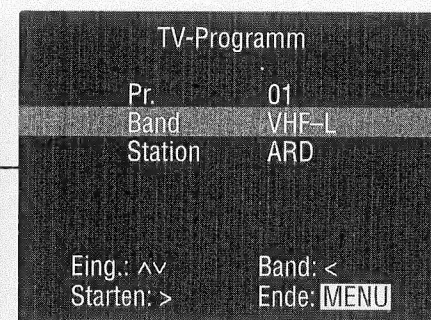 TV-Programm
Pr. 01
Band VHF–L
Station ARD
Eing.: ∧∨ Band: <
Starten: > Ende: MENU